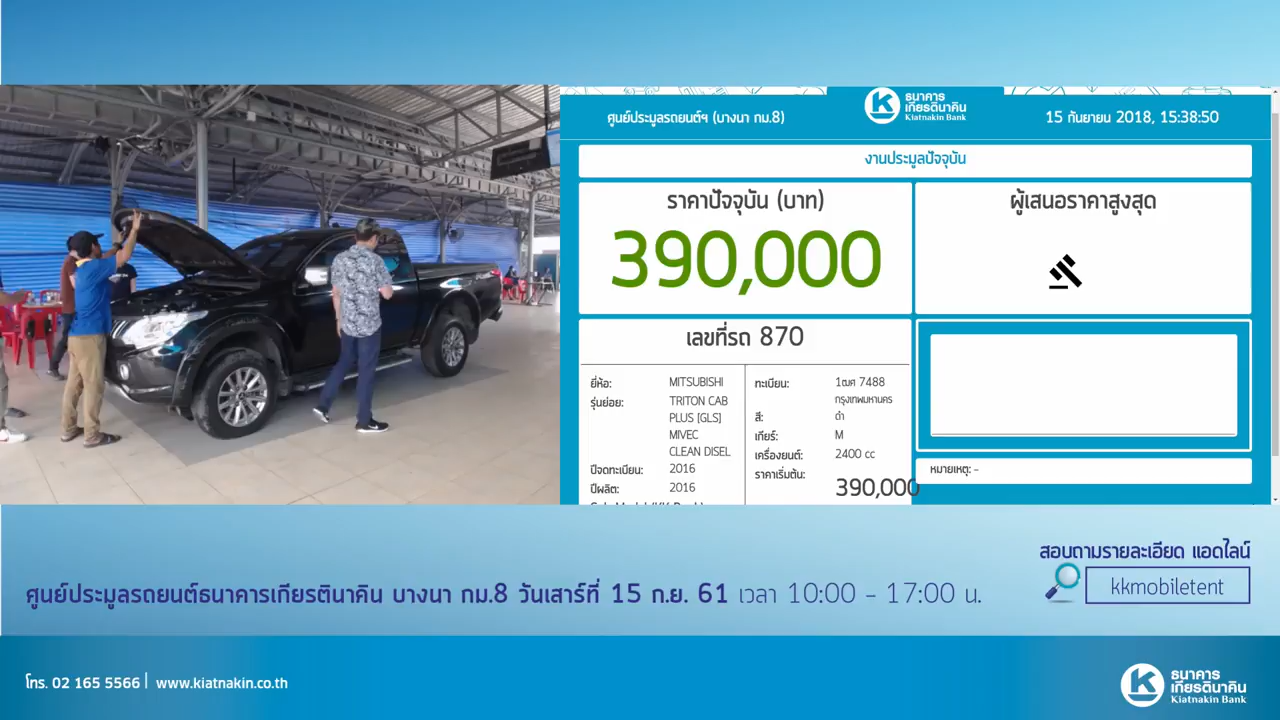 ศูนย์ประมูลรถยนต์ฯ (บางนา กม.8)
ธนาคาร
เกียรตินาคิน
Kiatnakin Bank
15 กันยายน 2018, 15:38:50
งานประมูลปัจจุบัน
ราคาปัจจุบัน (บาท)
390,000
ผู้เสนอราคาสูงสุด
เลขที่รถ 870
ยี่ห้อ: MITSUBISHI
รุ่นย่อย: TRITON CAB
PLUS [GLS]
MIVEC
CLEAN DISEL
ปีจดทะเบียน: 2016
ปีผลิต: 2016
ทะเบียน: 1ฒศ 7488
กรุงเทพมหานคร
สี: ดำ
เกียร์: M
เครื่องยนต์: 2400 cc
ราคาเริ่มต้น:
390,000
หมายเหตุ: -
สอบถามรายละเอียด แอดไลน์
kkmobiletent
ศูนย์ประมูลรถยนต์ธนาคารเกียรตินาคิน บางนา กม.8 วันเสาร์ที่ 15 ก.ย. 61 เวลา 10:00 - 17:00 น.
โทร. 02 165 5566 | www.kiatnakin.co.th
ธนาคาร
เกียรตินาคิน
Kiatnakin Bank